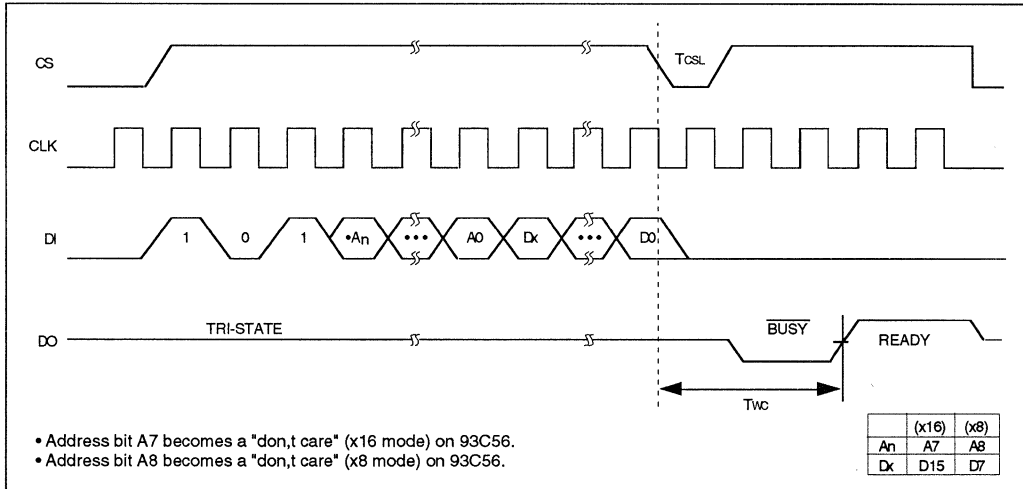 CS
TCSL
CLK
DI
1 0 1 •An ••• A0 Dx ••• D0
DO
TRI-STATE
BUSY
READY
TWC
• Address bit A7 becomes a "don,t care" (x16 mode) on 93C56.
• Address bit A8 becomes a "don,t care" (x8 mode) on 93C56.
(x16) (x8)
An A7 A8
Dx D15 D7